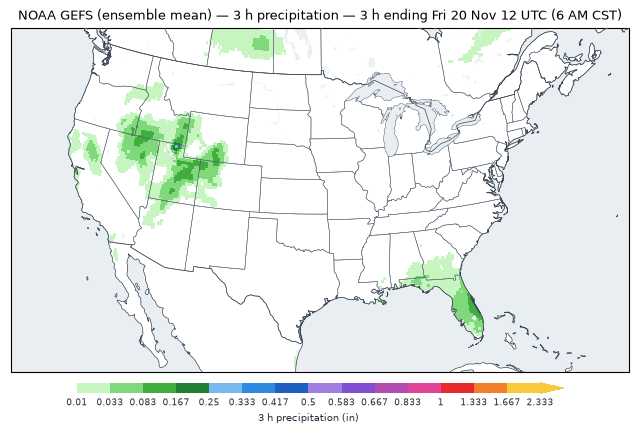 NOAA GEFS (ensemble mean) — 3 h precipitation — 3 h ending Fri 20 Nov 12 UTC (6 AM CST)
0.01 0.033 0.083 0.167 0.25 0.333 0.417 0.5 0.583 0.667 0.833 1 1.333 1.667 2.333
3 h precipitation (in)